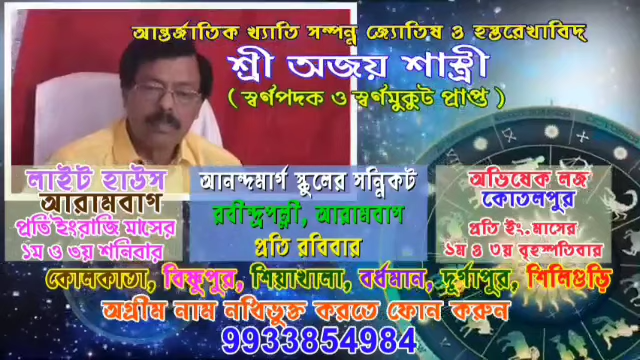 আন্তর্জাতিক খ্যাতি সম্পন্ন জ্যোতিষ ও হস্তরেখাবিদ্
শ্রী অজয় শাস্ত্রী
( স্বর্ণপদক ও স্বর্ণমুকুট প্রাপ্ত )
লাইট হাউস
আরামবাগ
প্রতি ইংরাজি মাসের
১ম ও ৩য় শনিবার
আনন্দমার্গ স্কুলের সন্নিকট
রবীন্দ্রপল্লী, আরামবাগ
প্রতি রবিবার
অভিষেক লজ
কোতলপুর
প্রতি ইং.মাসের
১ম ও ৩য় বৃহস্পতিবার
কোলকাতা, বিষ্ণুপুর, শিয়াখালা, বর্ধমান, দুর্গাপুর, শিলিগুড়ি
অগ্রীম নাম নথিভুক্ত করতে ফোন করুন
9933854984